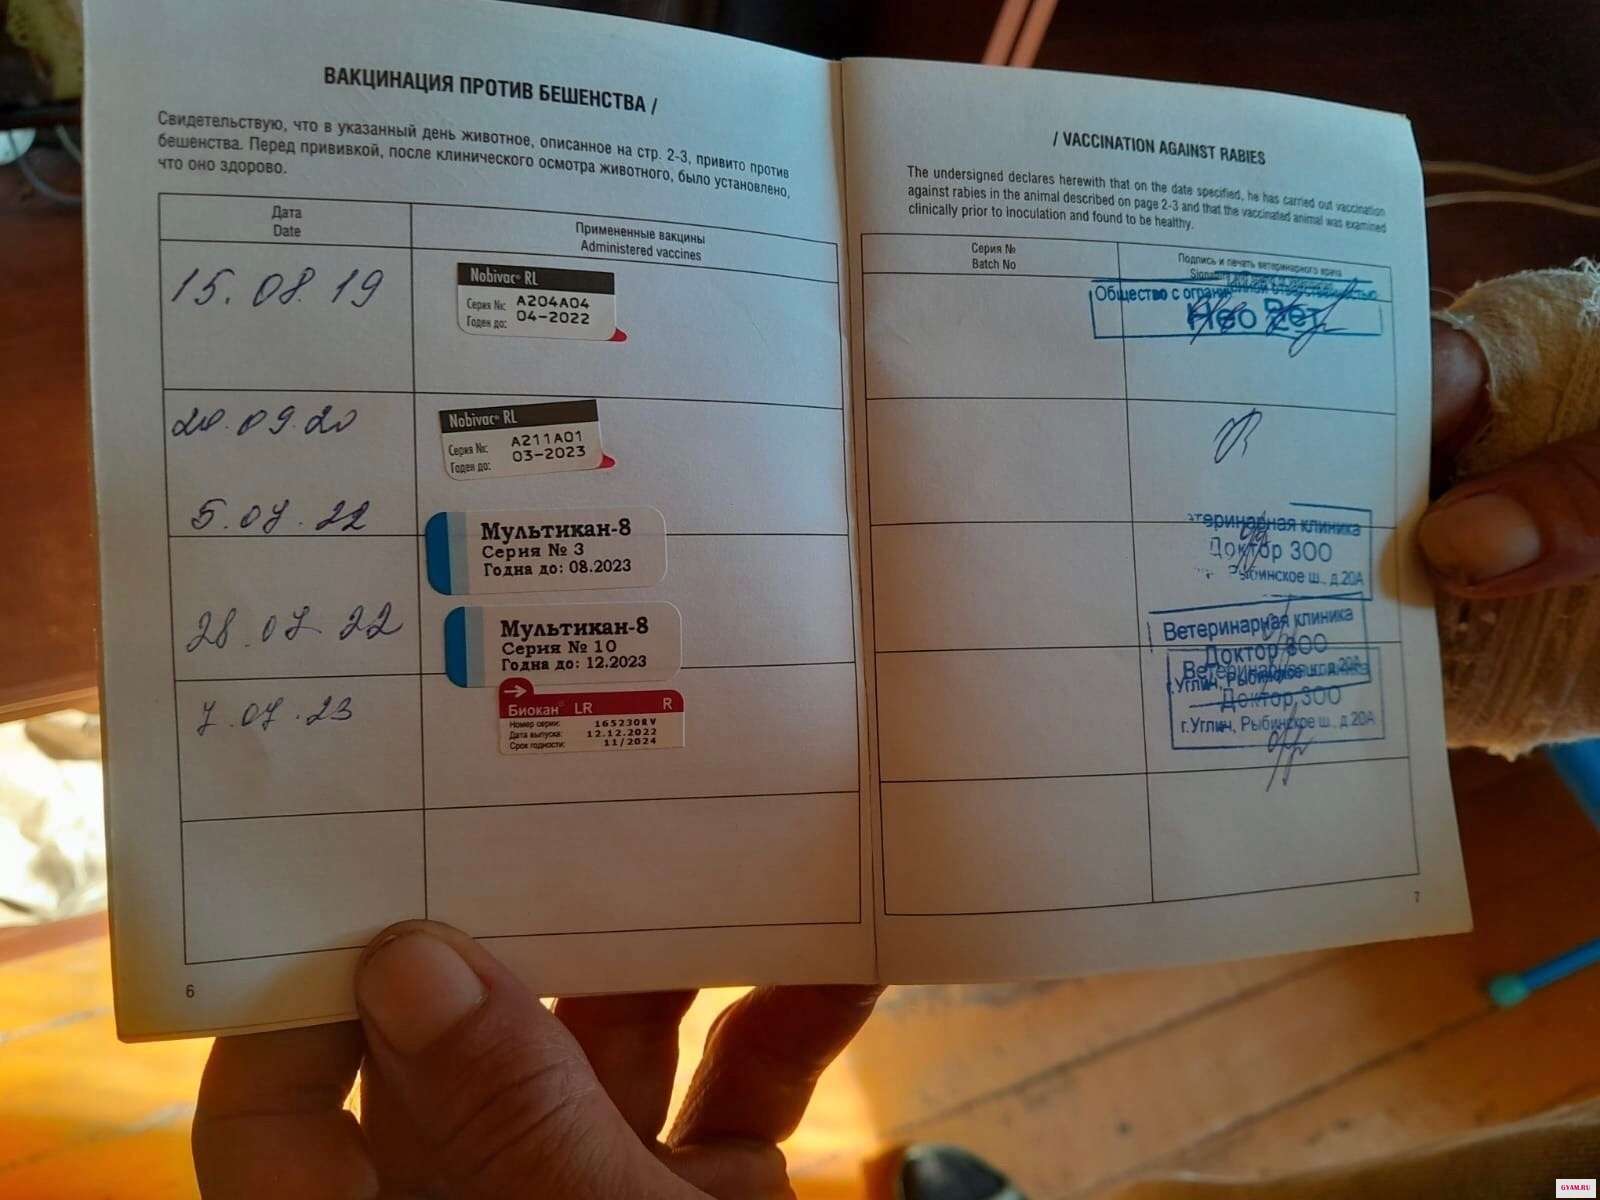 ВАКЦИНАЦИЯ ПРОТИВ БЕШЕНСТВА /
Свидетельствую, что в указанный день животное, описанное на стр. 2-3, привито против
бешенства. Перед прививкой, после клинического осмотра животного, было установлено,
что оно здорово.
Дата
Date
Примененные вакцины
Administered vaccines
15.08.19
Nobivac® RL
Серия №: A204A04
Годен до: 04-2022
20.09.20
Nobivac® RL
Серия №: A211A01
Годен до: 03-2023
5.07.22
Мультикан-8
Серия № 3
Годна до: 08.2023
28.07.22
Мультикан-8
Серия № 10
Годна до: 12.2023
7.07.23
Биокан® LR R
Номер серии: 165230RV
Дата выпуска: 12.12.2022
Срок годности: 11/2024
6
/ VACCINATION AGAINST RABIES
The undersigned declares herewith that on the date specified, he has carried out vaccination
against rabies in the animal described on page 2-3 and that the vaccinated animal was examined
clinically prior to inoculation and found to be healthy.
Серия №
Batch No
Подпись и печать ветеринарного врача
Общество с ограниченной ответственностью
Нео Вет
етеринарная клиника
Доктор ЗОО
Рыбинское ш., д.20А
Ветеринарная клиника
Доктор ЗОО
г.Углич, Рыбинское ш., д.20А
Ветеринарная клиника
Доктор ЗОО
г.Углич, Рыбинское ш., д.20А
7
GYAM.RU